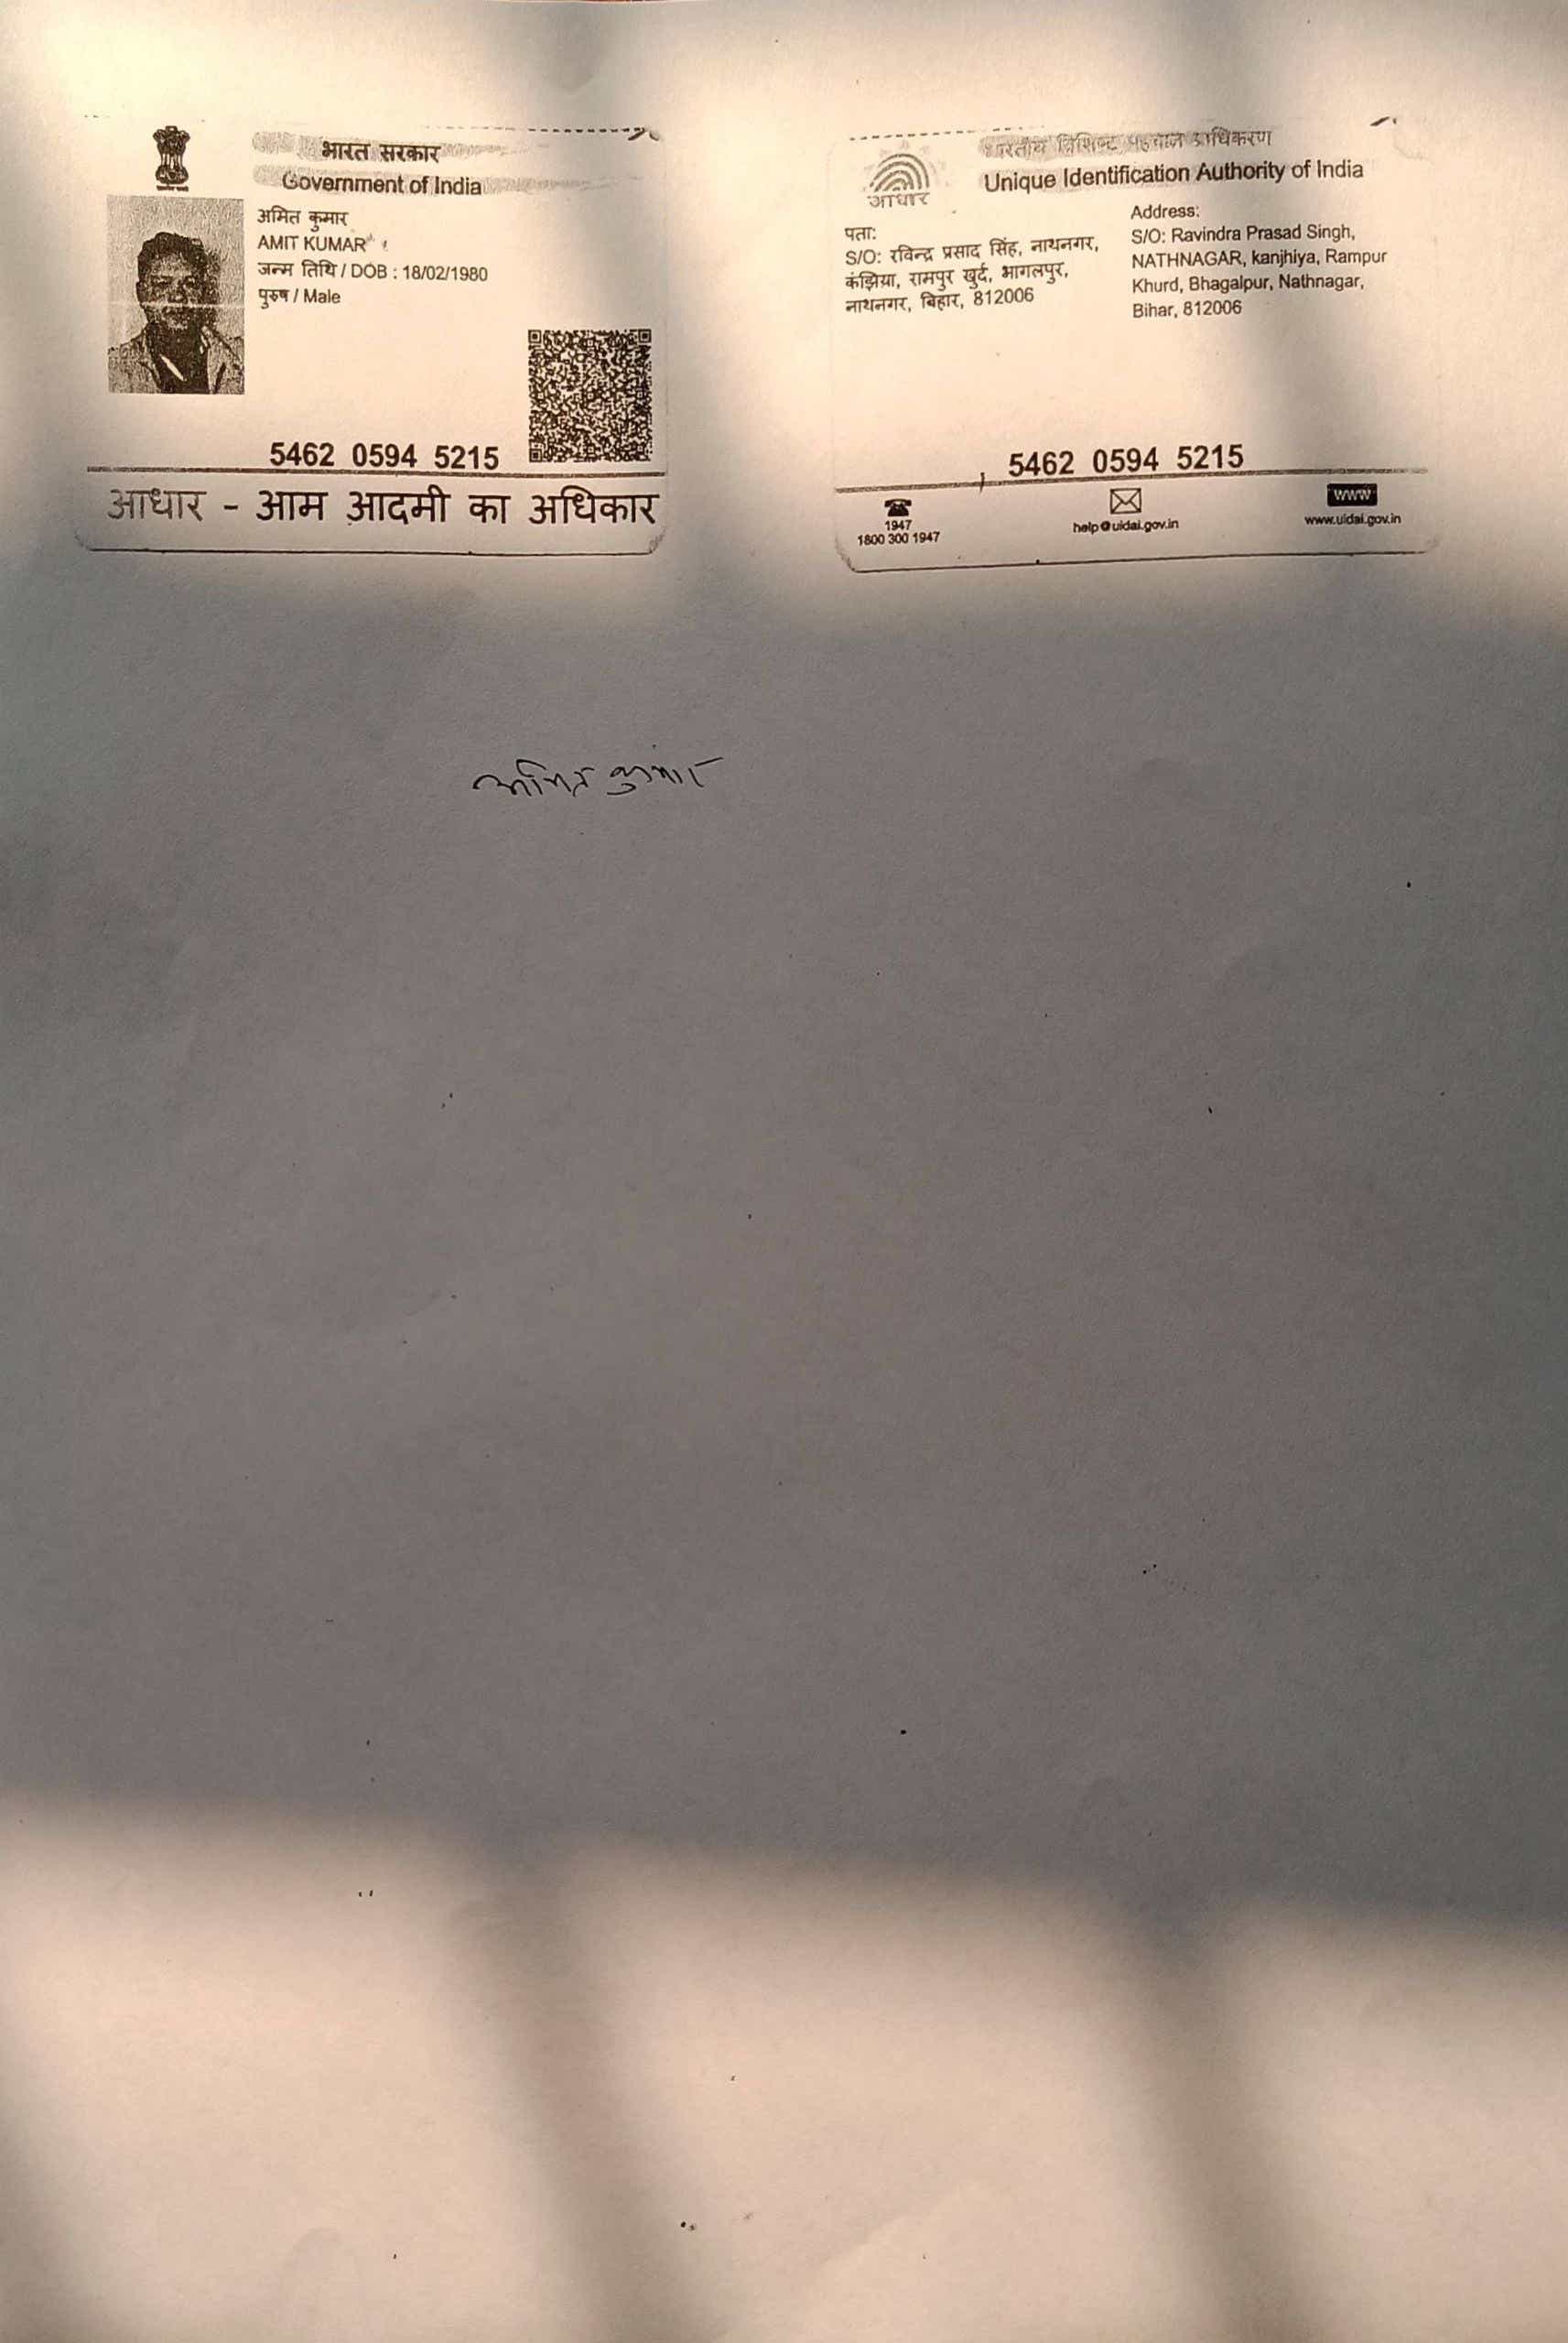 भारत सरकार
Government of India
अमित कुमार
AMIT KUMAR
जन्म तिथि / DOB : 18/02/1980
पुरुष / Male
5462 0594 5215
आधार - आम आदमी का अधिकार
भारतीय विशिष्ट पहचान प्राधिकरण
Unique Identification Authority of India
आधार
पता:
S/O: रविन्द्र प्रसाद सिंह, नाथनगर,
कंझिया, रामपुर खुर्द, भागलपुर,
नाथनगर, बिहार, 812006
Address:
S/O: Ravindra Prasad Singh,
NATHNAGAR, kanjhiya, Rampur
Khurd, Bhagalpur, Nathnagar,
Bihar, 812006
5462 0594 5215
1947
1800 300 1947
help@uidai.gov.in
www
www.uidai.gov.in
अमित कुमार